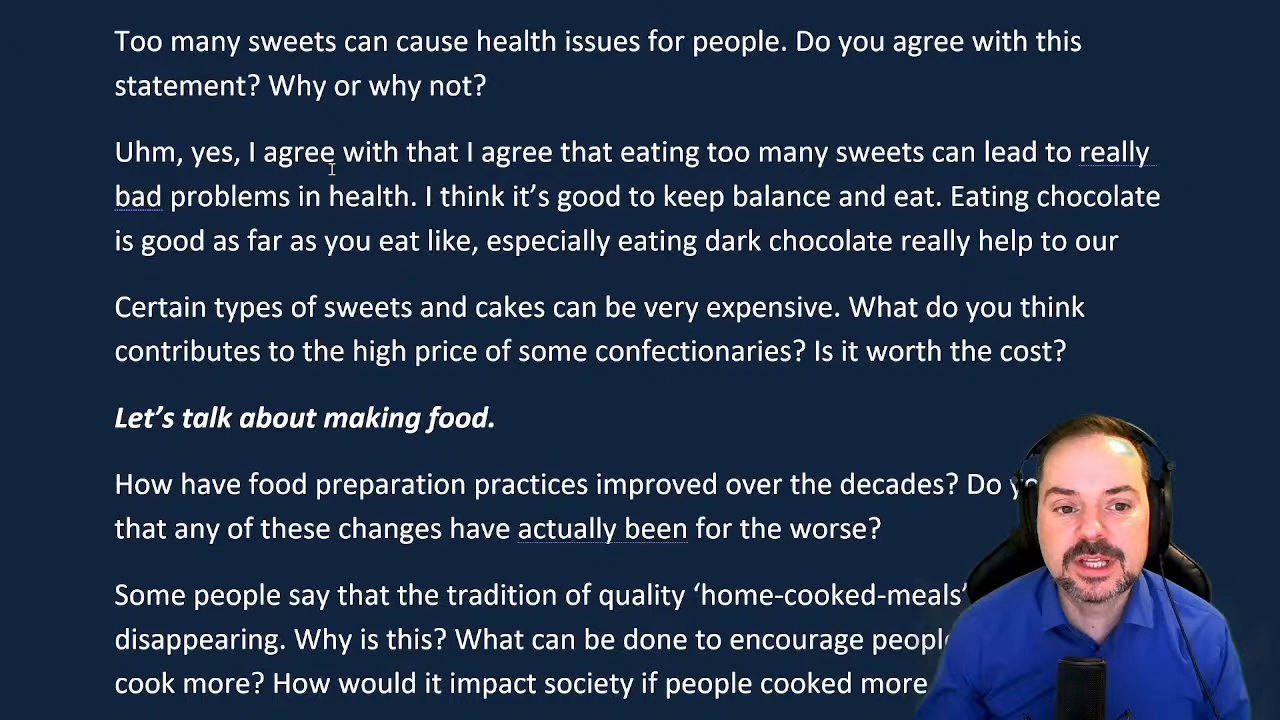 Too many sweets can cause health issues for people. Do you agree with this
statement? Why or why not?
Uhm, yes, I agree with that I agree that eating too many sweets can lead to really
bad problems in health. I think it’s good to keep balance and eat. Eating chocolate
is good as far as you eat like, especially eating dark chocolate really help to our
Certain types of sweets and cakes can be very expensive. What do you think
contributes to the high price of some confectionaries? Is it worth the cost?
Let’s talk about making food.
How have food preparation practices improved over the decades? Do
that any of these changes have actually been for the worse?
Some people say that the tradition of quality ‘home-cooked-meals’
disappearing. Why is this? What can be done to encourage
cook more? How would it impact society if people cooked more